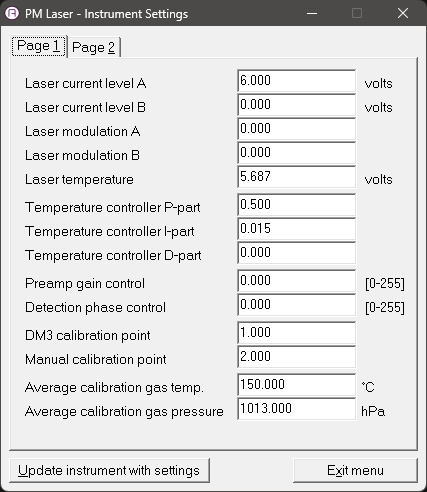 R PM Laser - Instrument Settings
Page 1 Page 2
Laser current level A 6.000 volts
Laser current level B 0.000 volts
Laser modulation A 0.000
Laser modulation B 0.000
Laser temperature 5.687 volts
Temperature controller P-part 0.500
Temperature controller I-part 0.015
Temperature controller D-part 0.000
Preamp gain control 0.000 [0-255]
Detection phase control 0.000 [0-255]
DM3 calibration point 1.000
Manual calibration point 2.000
Average calibration gas temp. 150.000 °C
Average calibration gas pressure 1013.000 hPa
Update instrument with settings Exit menu